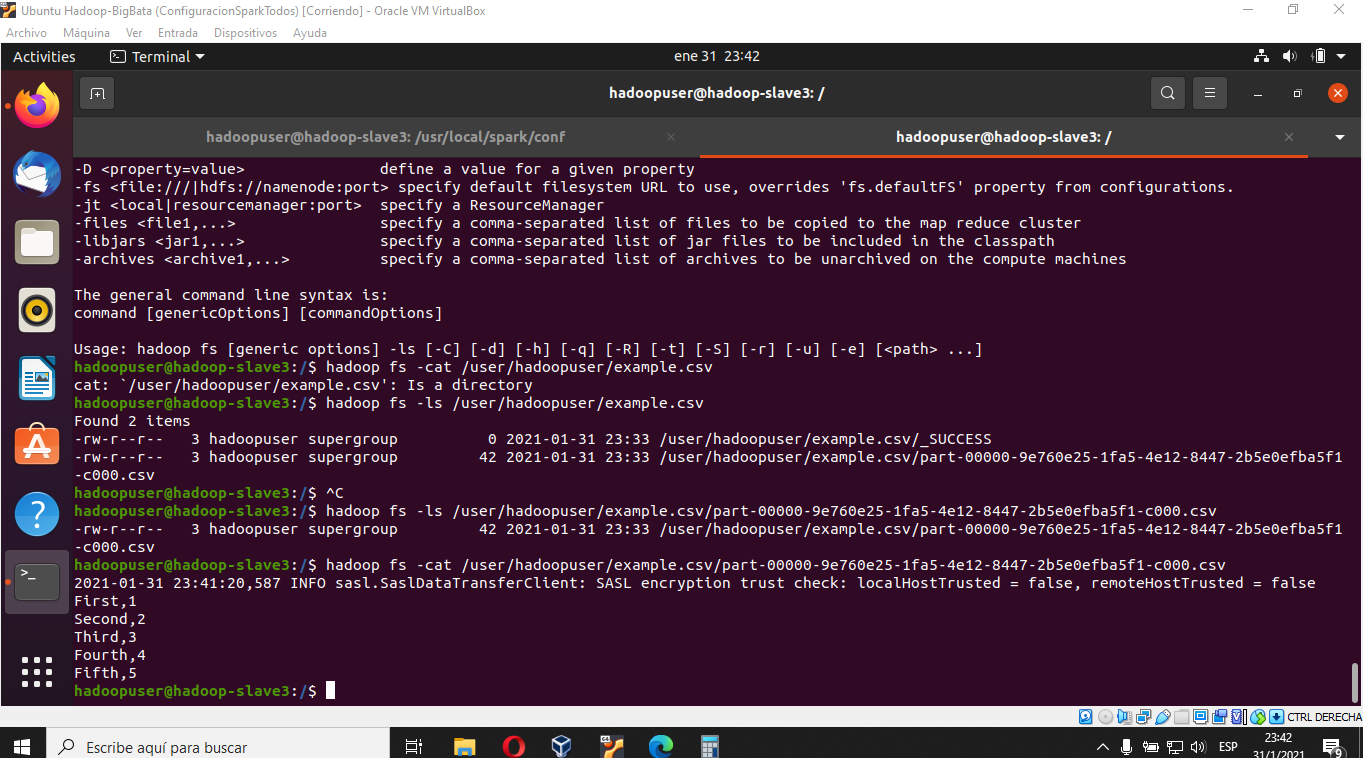 Ubuntu Hadoop-BigBata (ConfiguracionSparkTodos) [Corriendo] - Oracle VM VirtualBox
Archivo Máquina Ver Entrada Dispositivos Ayuda
Activities Terminal ene 31 23:42
hadoopuser@hadoop-slave3: /
hadoopuser@hadoop-slave3: /usr/local/spark/conf hadoopuser@hadoop-slave3: /
-D <property=value> define a value for a given property
-fs <file:///|hdfs://namenode:port> specify default filesystem URL to use, overrides 'fs.defaultFS' property from configurations.
-jt <local|resourcemanager:port> specify a ResourceManager
-files <file1,...> specify a comma-separated list of files to be copied to the map reduce cluster
-libjars <jar1,...> specify a comma-separated list of jar files to be included in the classpath
-archives <archive1,...> specify a comma-separated list of archives to be unarchived on the compute machines
The general command line syntax is:
command [genericOptions] [commandOptions]
Usage: hadoop fs [generic options] -ls [-C] [-d] [-h] [-q] [-R] [-t] [-S] [-r] [-u] [-e] [<path> ...]
hadoopuser@hadoop-slave3:/$ hadoop fs -cat /user/hadoopuser/example.csv
cat: `/user/hadoopuser/example.csv': Is a directory
hadoopuser@hadoop-slave3:/$ hadoop fs -ls /user/hadoopuser/example.csv
Found 2 items
-rw-r--r-- 3 hadoopuser supergroup 0 2021-01-31 23:33 /user/hadoopuser/example.csv/_SUCCESS
-rw-r--r-- 3 hadoopuser supergroup 42 2021-01-31 23:33 /user/hadoopuser/example.csv/part-00000-9e760e25-1fa5-4e12-8447-2b5e0efba5f1
-c000.csv
hadoopuser@hadoop-slave3:/$ ^C
hadoopuser@hadoop-slave3:/$ hadoop fs -ls /user/hadoopuser/example.csv/part-00000-9e760e25-1fa5-4e12-8447-2b5e0efba5f1-c000.csv
-rw-r--r-- 3 hadoopuser supergroup 42 2021-01-31 23:33 /user/hadoopuser/example.csv/part-00000-9e760e25-1fa5-4e12-8447-2b5e0efba5f1
-c000.csv
hadoopuser@hadoop-slave3:/$ hadoop fs -cat /user/hadoopuser/example.csv/part-00000-9e760e25-1fa5-4e12-8447-2b5e0efba5f1-c000.csv
2021-01-31 23:41:20,587 INFO sasl.SaslDataTransferClient: SASL encryption trust check: localHostTrusted = false, remoteHostTrusted = false
First,1
Second,2
Third,3
Fourth,4
Fifth,5
hadoopuser@hadoop-slave3:/$
CTRL DERECHA
Escribe aquí para buscar
ESP
23:42
31/1/2021
9